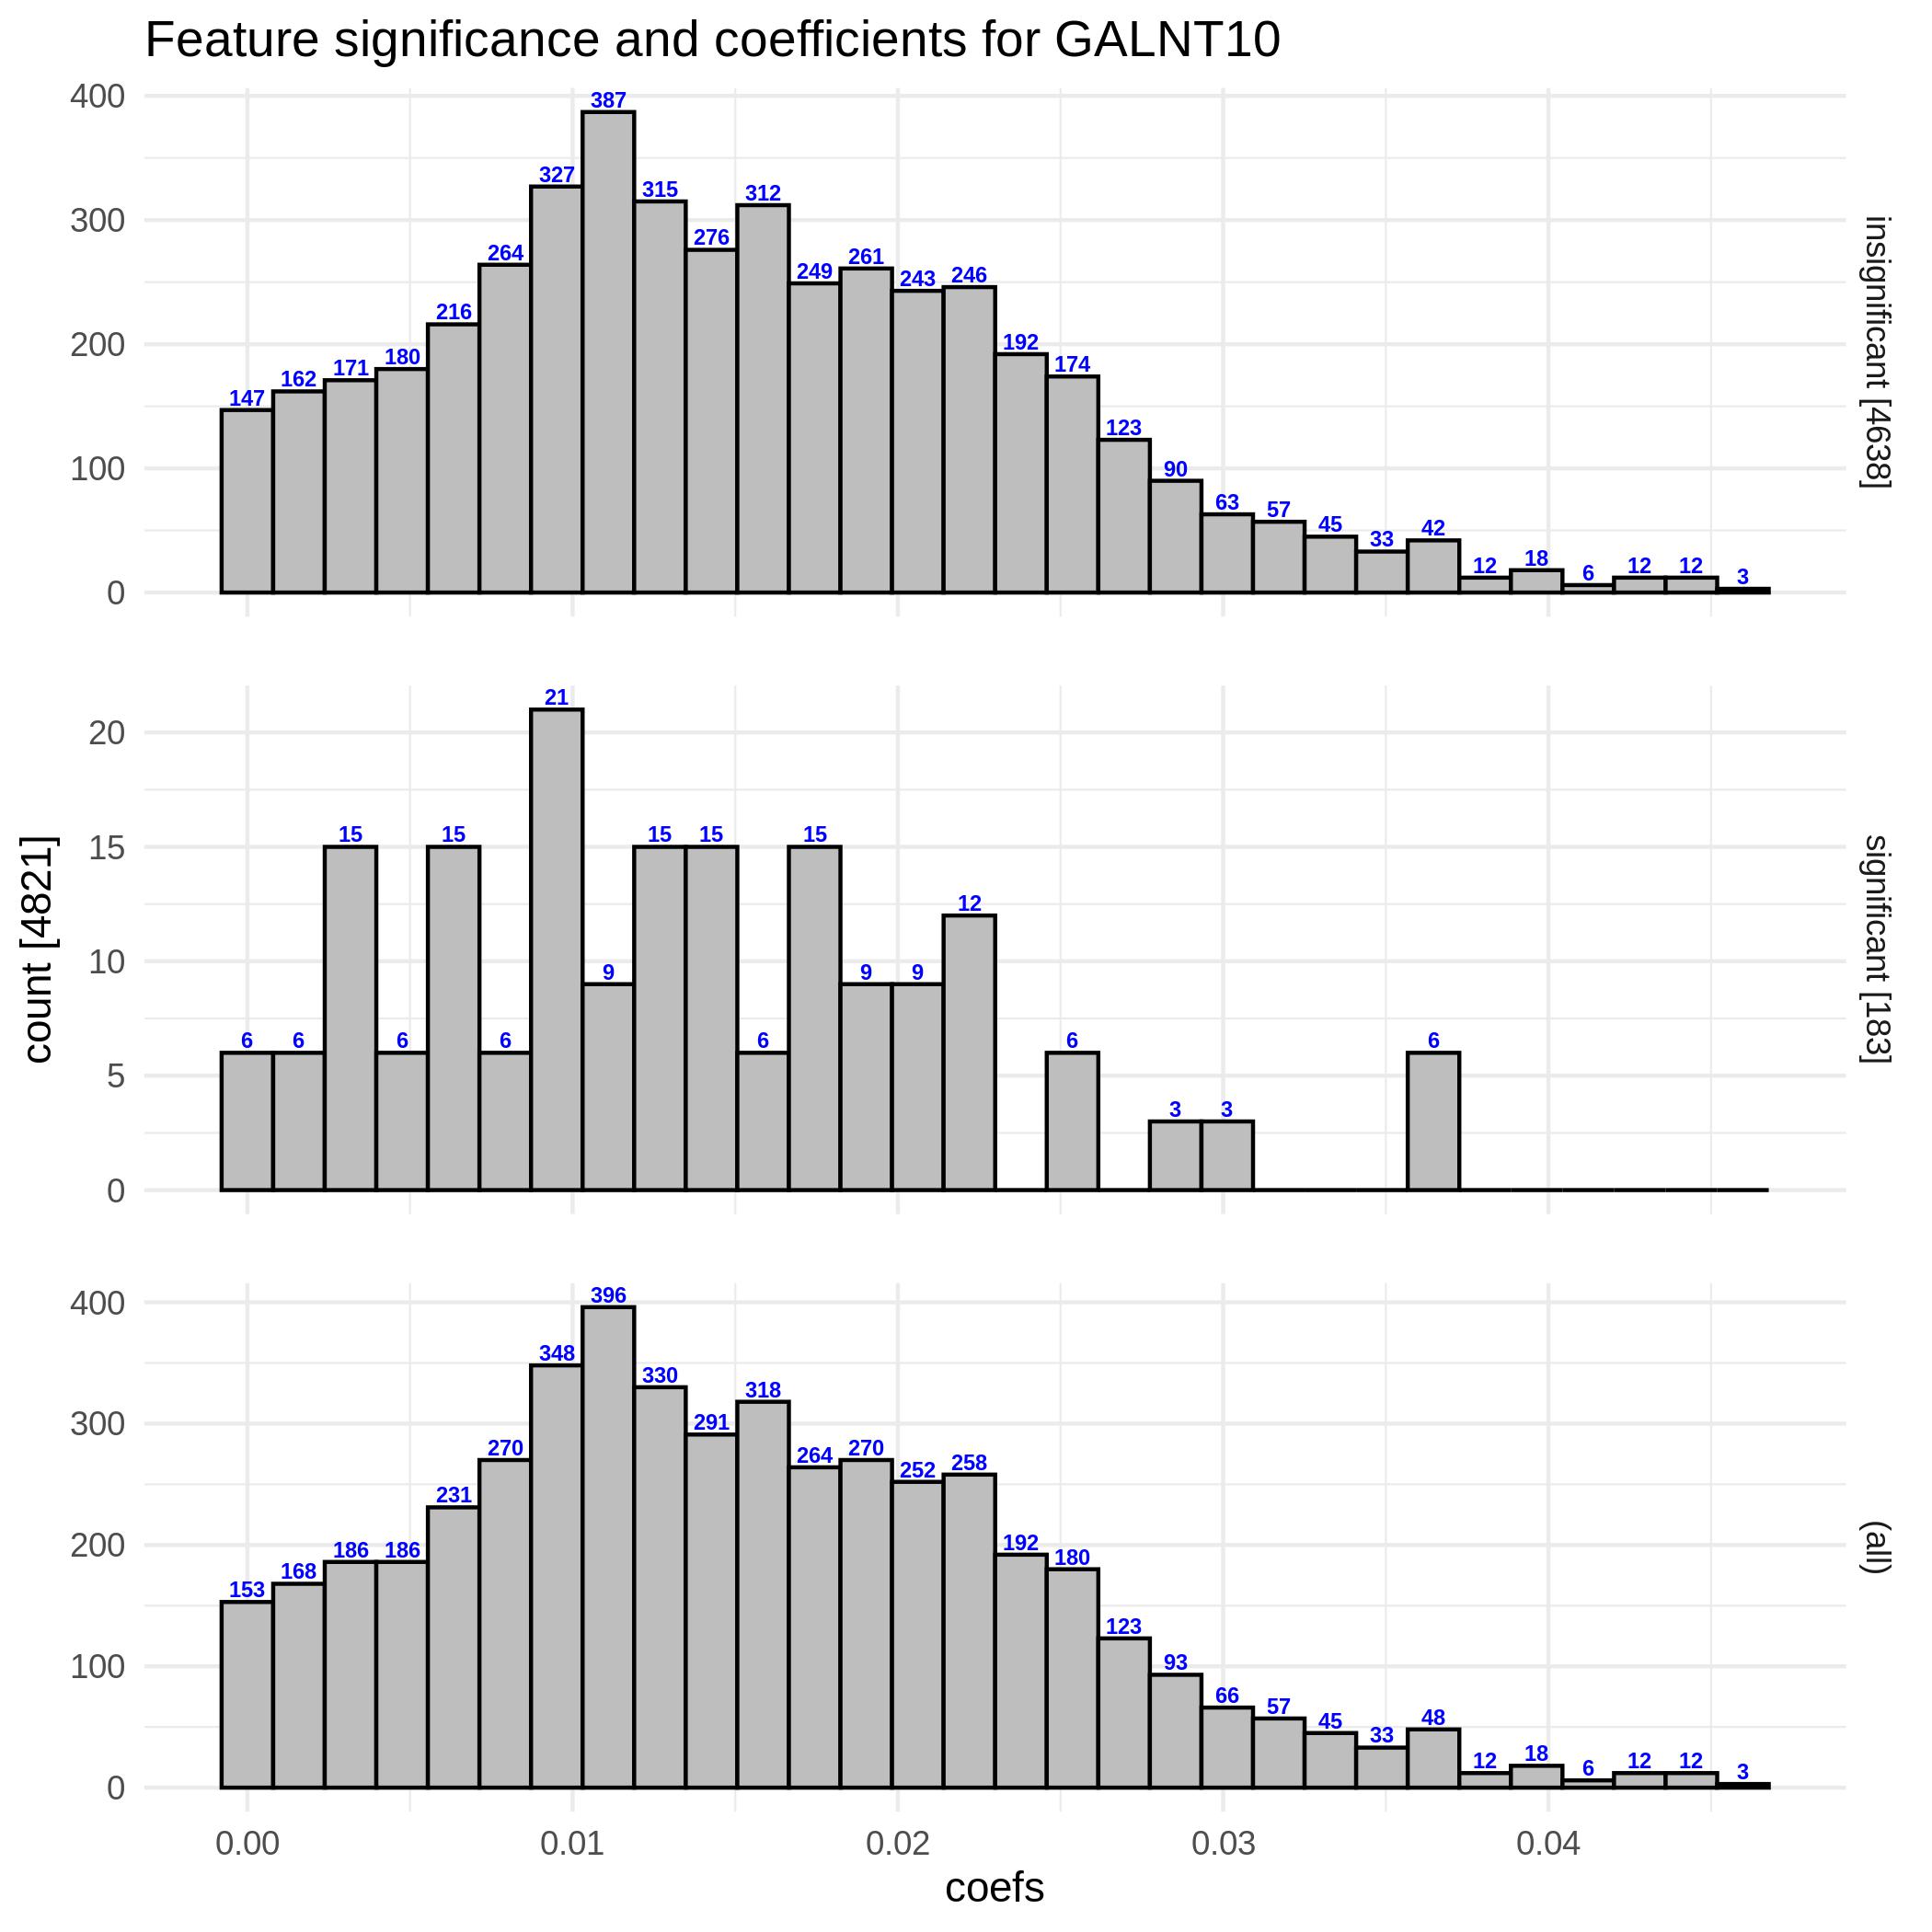 Feature significance and coefficients for GALNT10
400
300
200
100
0
147 162 171 180 216 264 327 387 315 276 312 249 261 243 246 192 174 123 90 63 57 45 33 42 12 18 6 12 12 3
insignificant [4638]
count [4821]
20
15
10
5
0
6 6 15 6 15 6 21 9 15 15 6 15 9 9 12 6 3 3 6
significant [183]
400
300
200
100
0
153 168 186 186 231 270 348 396 330 291 318 264 270 252 258 192 180 123 93 66 57 45 33 48 12 18 6 12 12 3
(all)
0.00 0.01 0.02 0.03 0.04
coefs